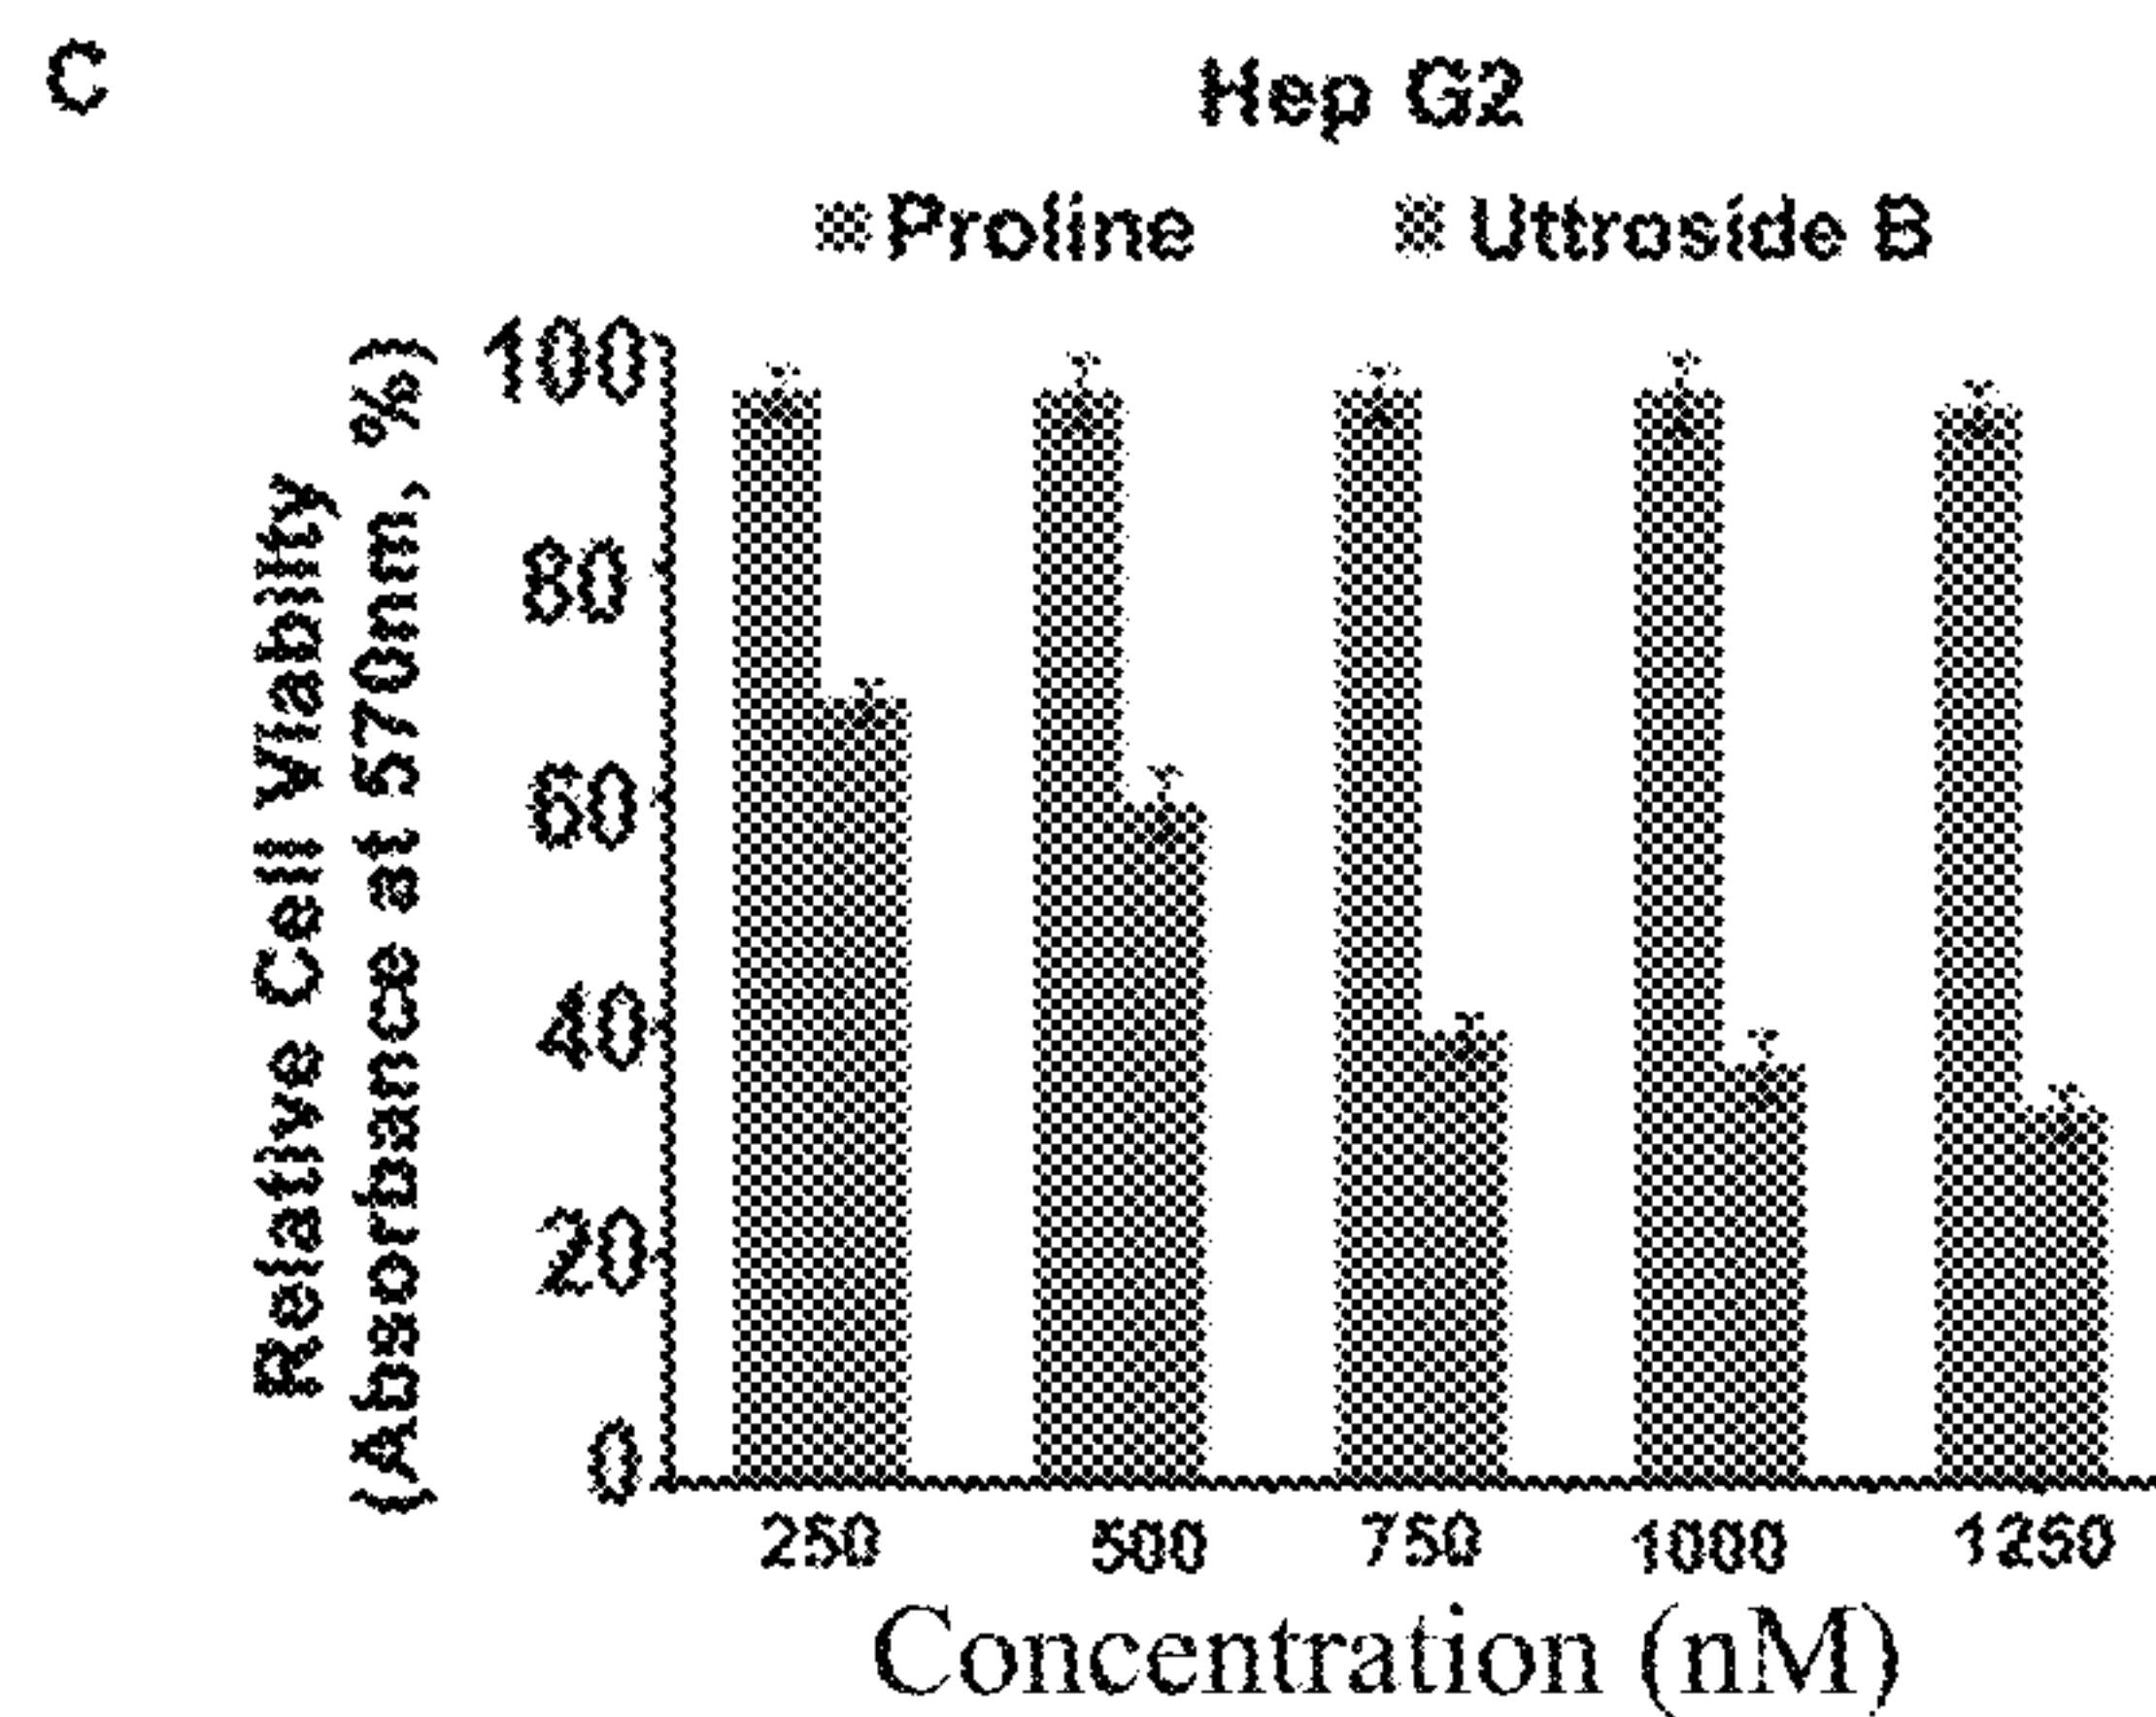 C
Hep G2
Proline Uttroside B
Relative Cell Viability
(Absorbance at 570nm, %)
100
80
60
40
20
0
250 500 750 1000 1250
Concentration (nM)